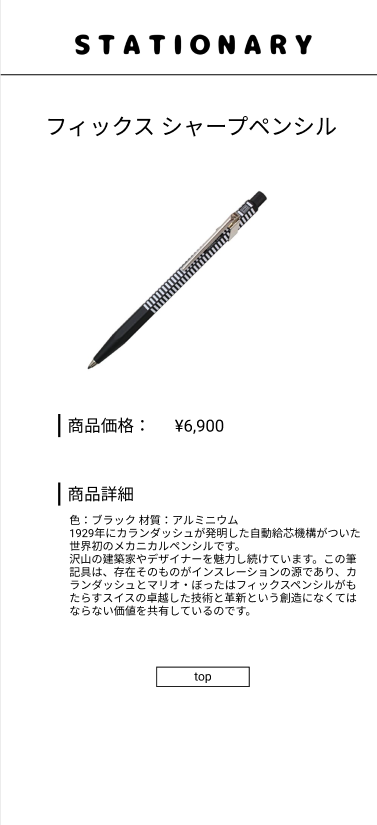 STATIONARY
フィックス シャープペンシル
商品価格： ¥6,900
商品詳細
色：ブラック 材質：アルミニウム
1929年にカランダッシュが発明した自動給芯機構がついた
世界初のメカニカルペンシルです。
沢山の建築家やデザイナーを魅力し続けています。この筆
記具は、存在そのものがインスレーションの源であり、カ
ランダッシュとマリオ・ぼったはフィックスペンシルがも
たらすスイスの卓越した技術と革新という創造になくては
ならない価値を共有しているのです。
top